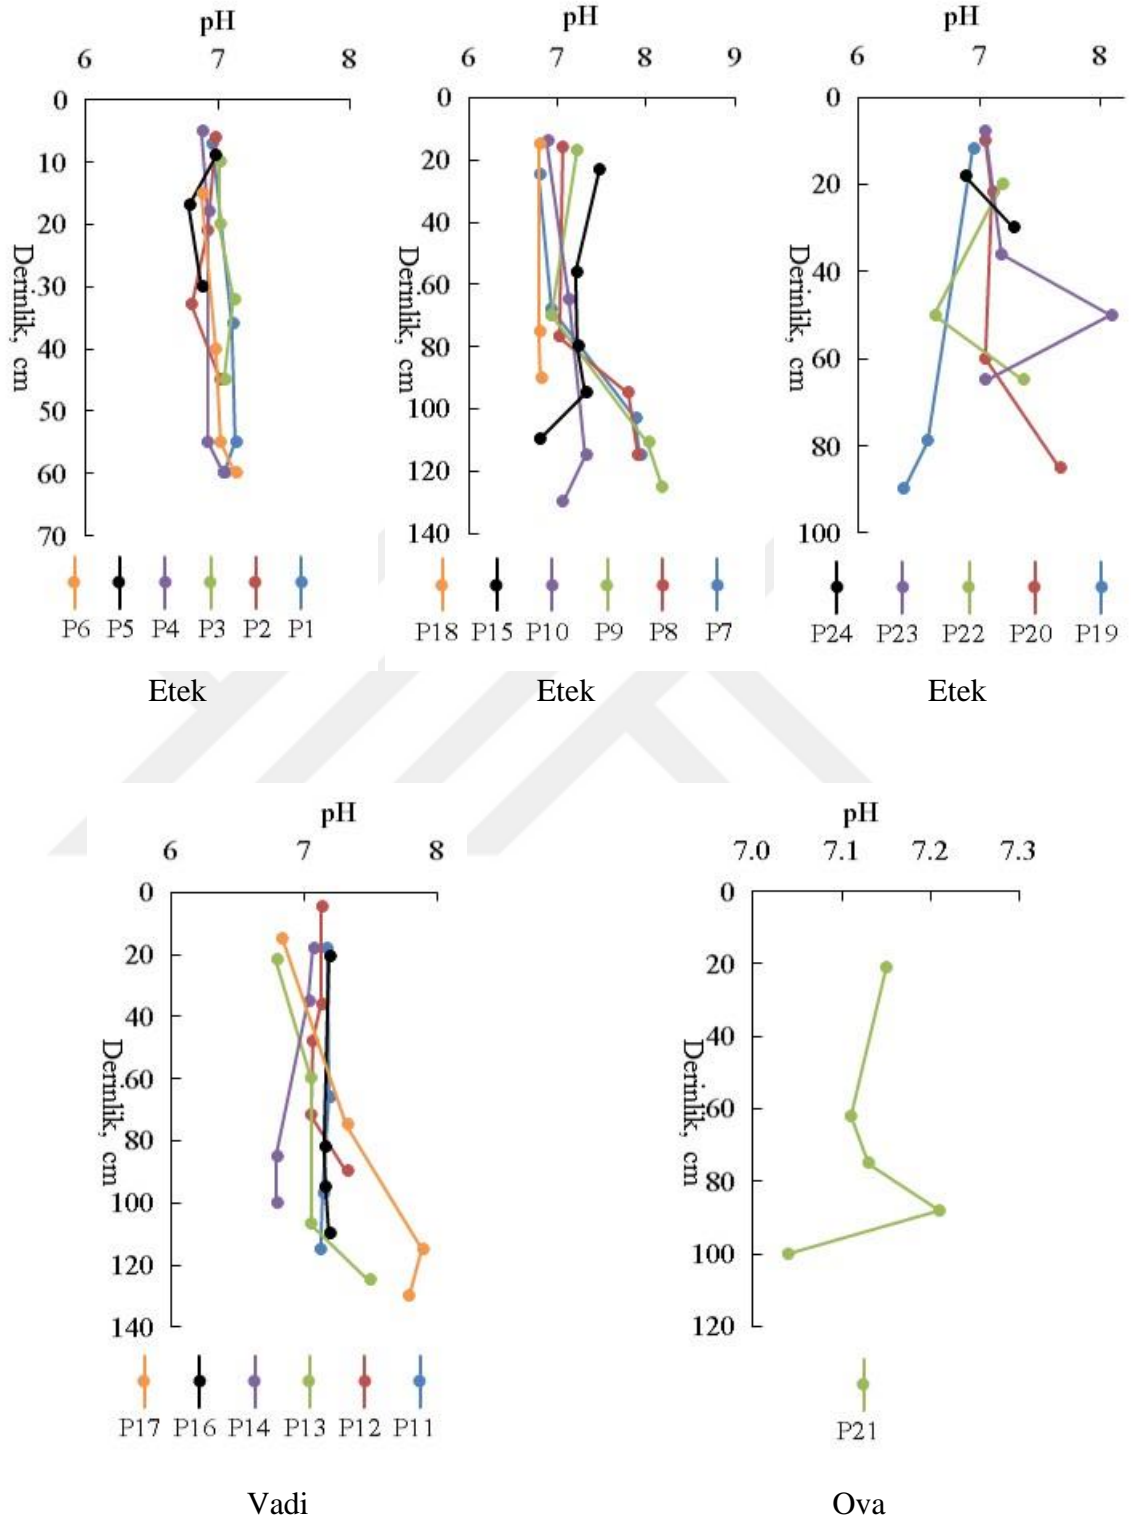 pH
6 7 8
0
10
20
30
40
50
60
70
Derinlik, cm
P6 P5 P4 P3 P2 P1
Etek
pH
6 7 8 9
0
20
40
60
80
100
120
140
Derinlik, cm
P18 P15 P10 P9 P8 P7
Etek
pH
6 7 8
0
20
40
60
80
100
Derinlik, cm
P24 P23 P22 P20 P19
Etek
pH
6 7 8
0
20
40
60
80
100
120
140
Derinlik, cm
P17 P16 P14 P13 P12 P11
Vadi
pH
7.0 7.1 7.2 7.3
0
20
40
60
80
100
120
Derinlik, cm
P21
Ova